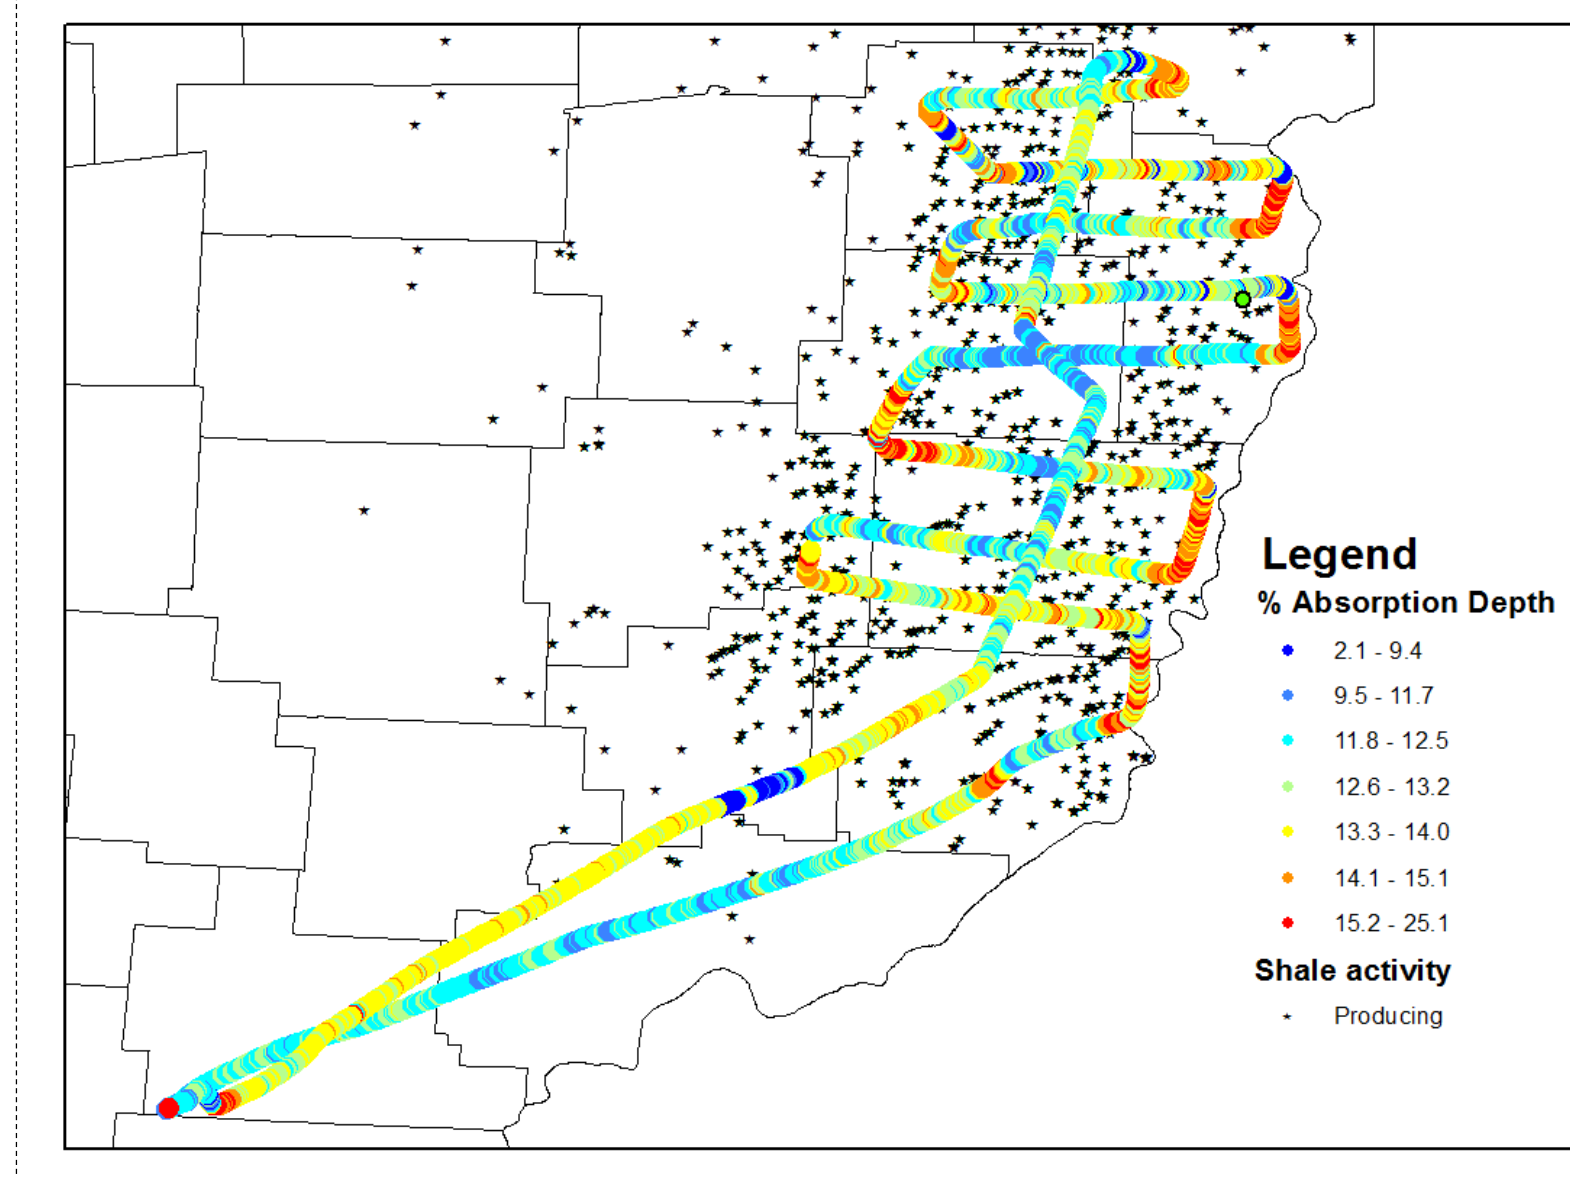 Legend
% Absorption Depth
2.1 - 9.4
9.5 - 11.7
11.8 - 12.5
12.6 - 13.2
13.3 - 14.0
14.1 - 15.1
15.2 - 25.1
Shale activity
Producing